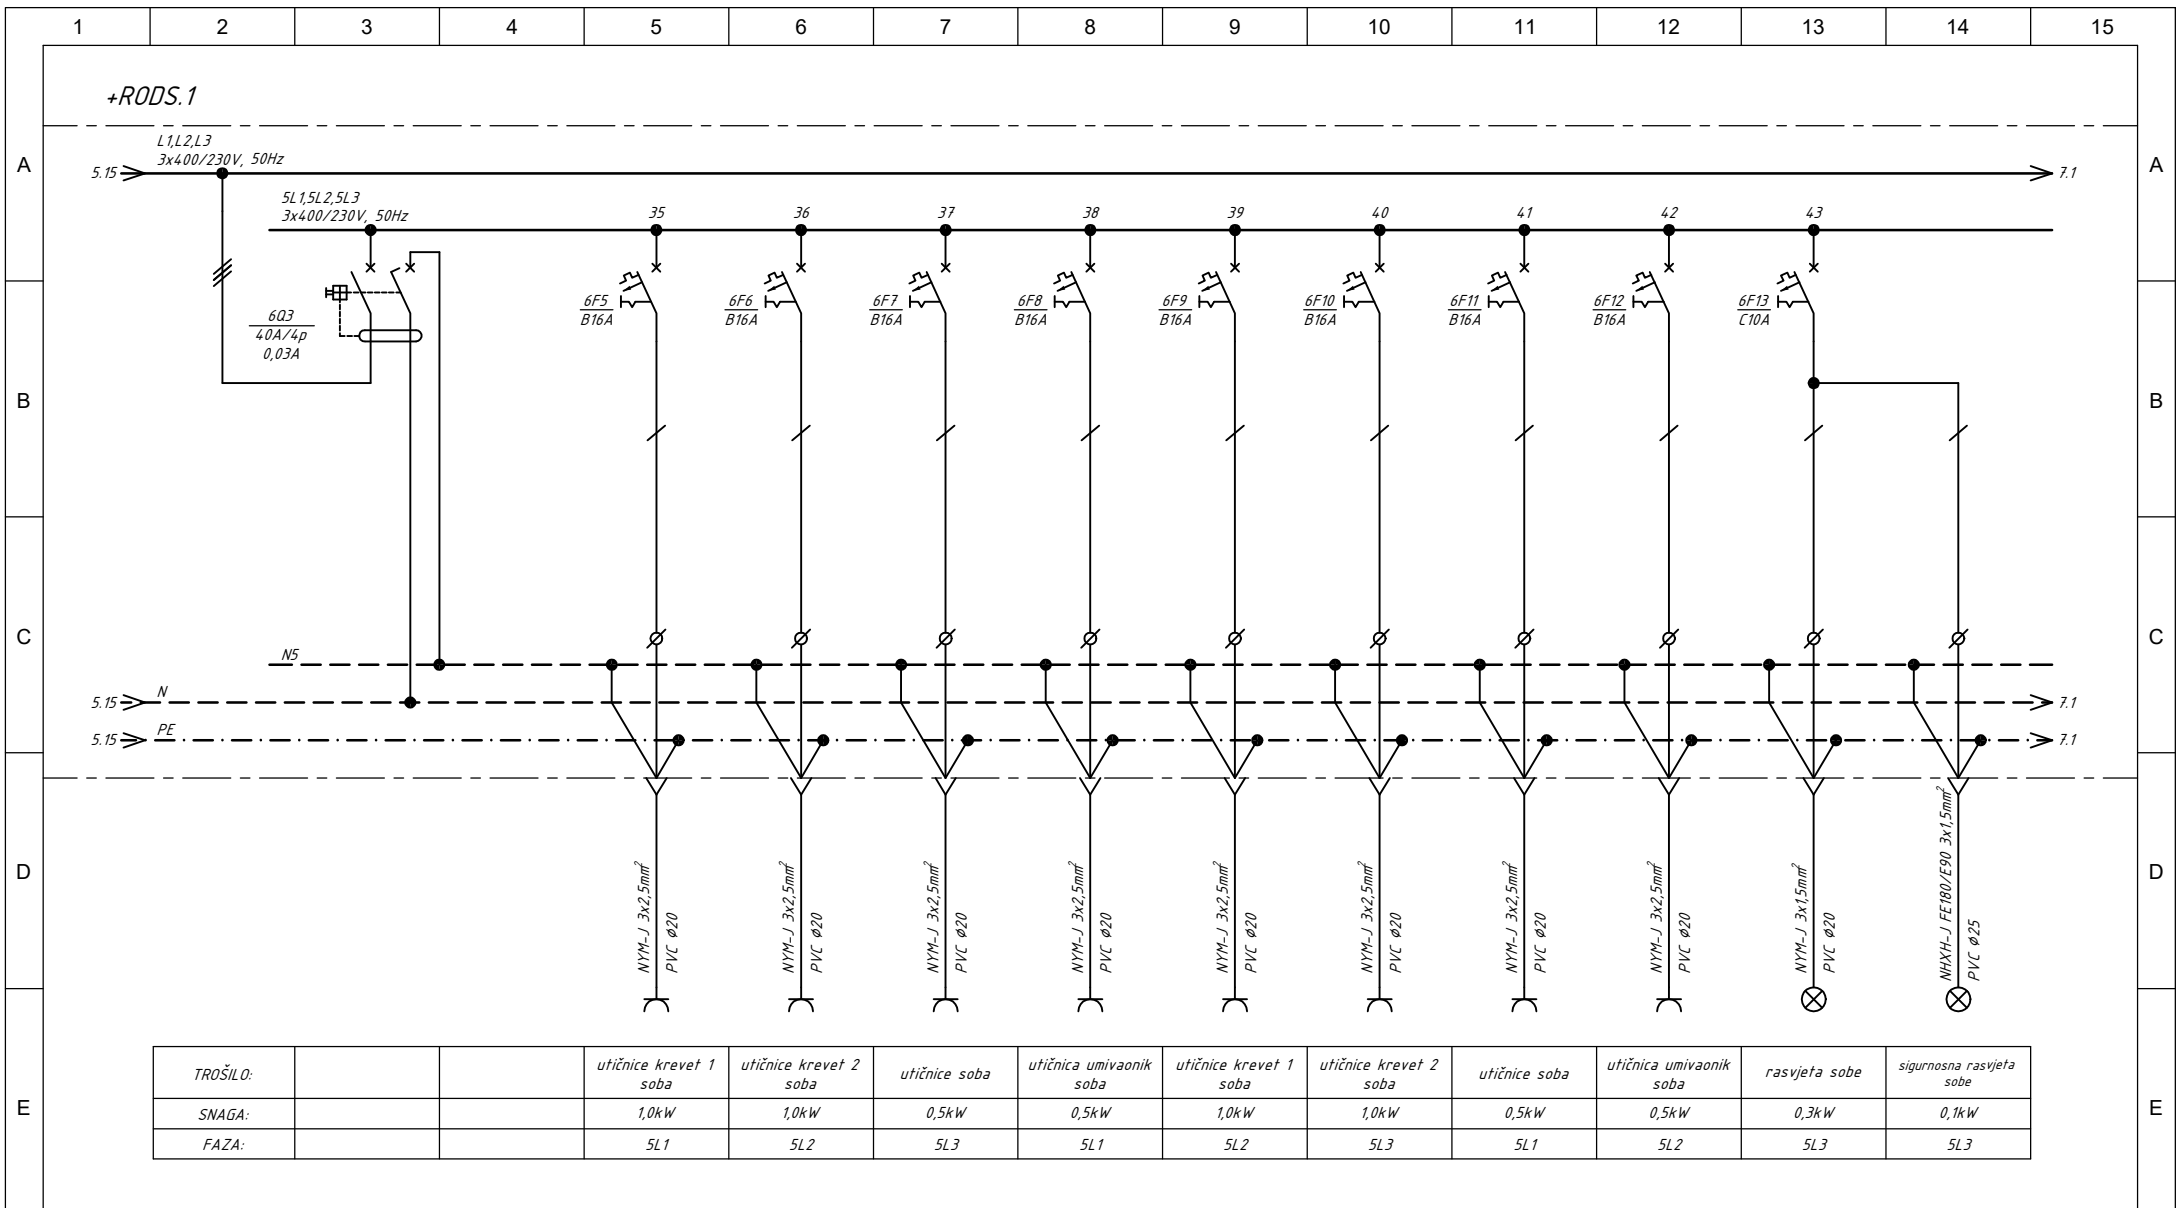 1 2 3 4 5 6 7 8 9 10 11 12 13 14 15
+RODS.1
L1,L2,L3
3x400/230V, 50Hz
A A
5.15 7.1
5L1,5L2,5L3
3x400/230V, 50Hz
35 36 37 38 39 40 41 42 43
6Q3
40A/4p
0,03A
6F5 6F6 6F7 6F8 6F9 6F10 6F11 6F12 6F13
B16A B16A B16A B16A B16A B16A B16A B16A C10A
B B
C C
N5
5.15 N 7.1
5.15 PE 7.1
D D
NYM-J 3x2,5mm²
PVC ø20
NYM-J 3x2,5mm²
PVC ø20
NYM-J 3x2,5mm²
PVC ø20
NYM-J 3x2,5mm²
PVC ø20
NYM-J 3x2,5mm²
PVC ø20
NYM-J 3x2,5mm²
PVC ø20
NYM-J 3x2,5mm²
PVC ø20
NYM-J 3x2,5mm²
PVC ø20
NYM-J 3x1,5mm²
PVC ø20
NHXH-J FE180/E90 3x1,5mm²
PVC ø25
E E
TROŠILO:
utičnice krevet 1
soba
utičnice krevet 2
soba
utičnice soba
utičnica umivaonik
soba
utičnice krevet 1
soba
utičnice krevet 2
soba
utičnice soba
utičnica umivaonik
soba
rasvjeta sobe
sigurnosna rasvjeta
sobe
SNAGA: 1,0kW 1,0kW 0,5kW 0,5kW 1,0kW 1,0kW 0,5kW 0,5kW 0,3kW 0,1kW
FAZA: 5L1 5L2 5L3 5L1 5L2 5L3 5L1 5L2 5L3 5L3